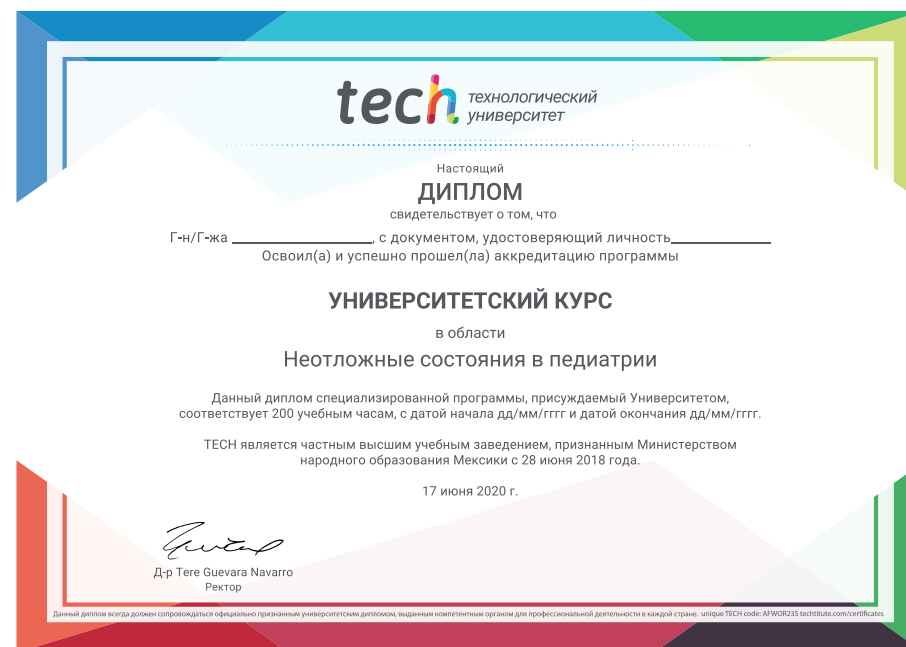 tech технологический университет
Настоящий
ДИПЛОМ
свидетельствует о том, что
Г-н/Г-жа ____________________, с документом, удостоверяющий личность______________
Освоил(а) и успешно прошел(ла) аккредитацию программы
УНИВЕРСИТЕТСКИЙ КУРС
в области
Неотложные состояния в педиатрии
Данный диплом специализированной программы, присуждаемый Университетом,
соответствует 200 учебным часам, с датой начала дд/мм/гггг и датой окончания дд/мм/гггг.
TECH является частным высшим учебным заведением, признанным Министерством
народного образования Мексики с 28 июня 2018 года.
17 июня 2020 г.
Д-р Tere Guevara Navarro
Ректор
Данный диплом всегда должен сопровождаться официально признанным университетским дипломом, выданным компетентным органом для профессиональной деятельности в каждой стране. unique TECH code: AFWOR23S techtitute.com/certificates